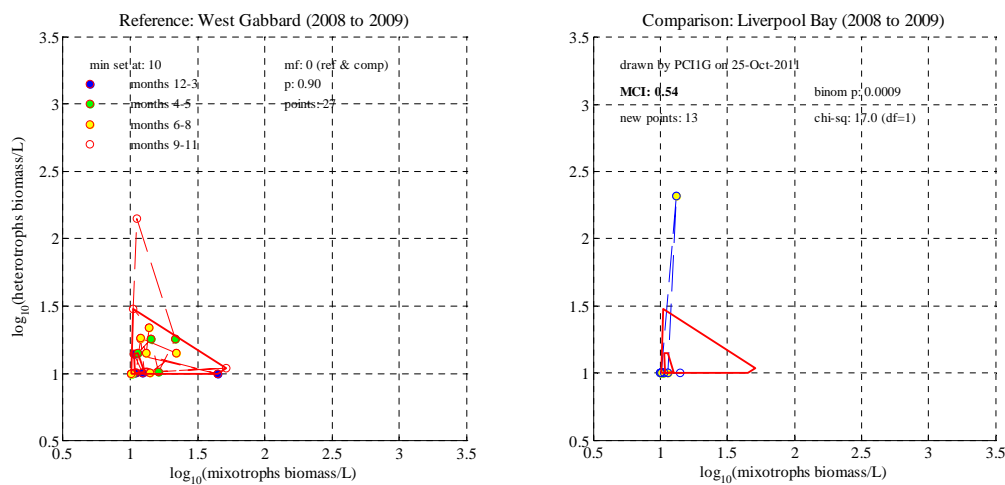 Reference: West Gabbard (2008 to 2009)
3.5
3
2.5
2
1.5
1
0.5
log10(heterotrophs biomass/L)
min set at: 10
mf: 0 (ref & comp)
months 12-3
p: 0.90
months 4-5
points: 27
months 6-8
months 9-11
0.5 1 1.5 2 2.5 3 3.5
log10(mixotrophs biomass/L)
Comparison: Liverpool Bay (2008 to 2009)
3.5
3
2.5
2
1.5
1
0.5
drawn by PCI1G on 25-Oct-2011
MCI: 0.54
binom p: 0.0009
new points: 13
chi-sq: 17.0 (df=1)
0.5 1 1.5 2 2.5 3 3.5
log10(mixotrophs biomass/L)